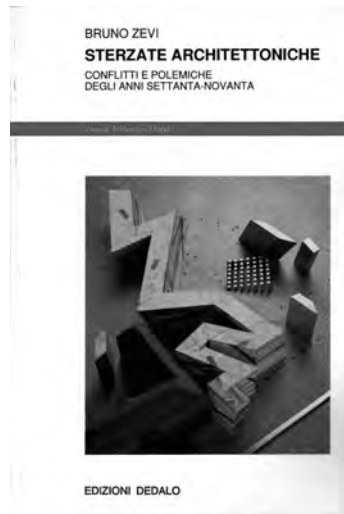 BRUNO ZEVI
STERZATE ARCHITETTONICHE
CONFLITTI E POLEMICHE
DEGLI ANNI SETTANTA-NOVANTA
EDIZIONI DEDALO